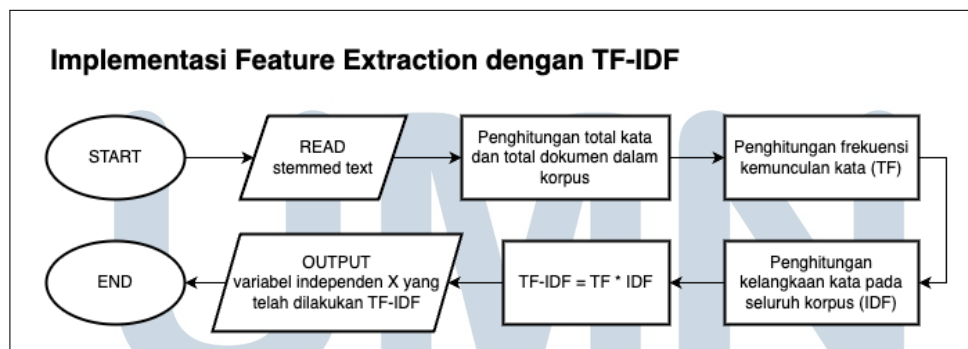 Implementasi Feature Extraction dengan TF-IDF
START
READ
stemmed text
Penghitungan total kata
dan total dokumen dalam
korpus
Penghitungan frekuensi
kemunculan kata (TF)
Penghitungan
kelangkaan kata pada
seluruh korpus (IDF)
TF-IDF = TF * IDF
OUTPUT
variabel independen X yang
telah dilakukan TF-IDF
END
UMN